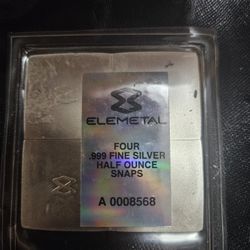 ELEMETAL
FOUR
.999 FINE SILVER
HALF OUNCE
SNAPS
A 0008568